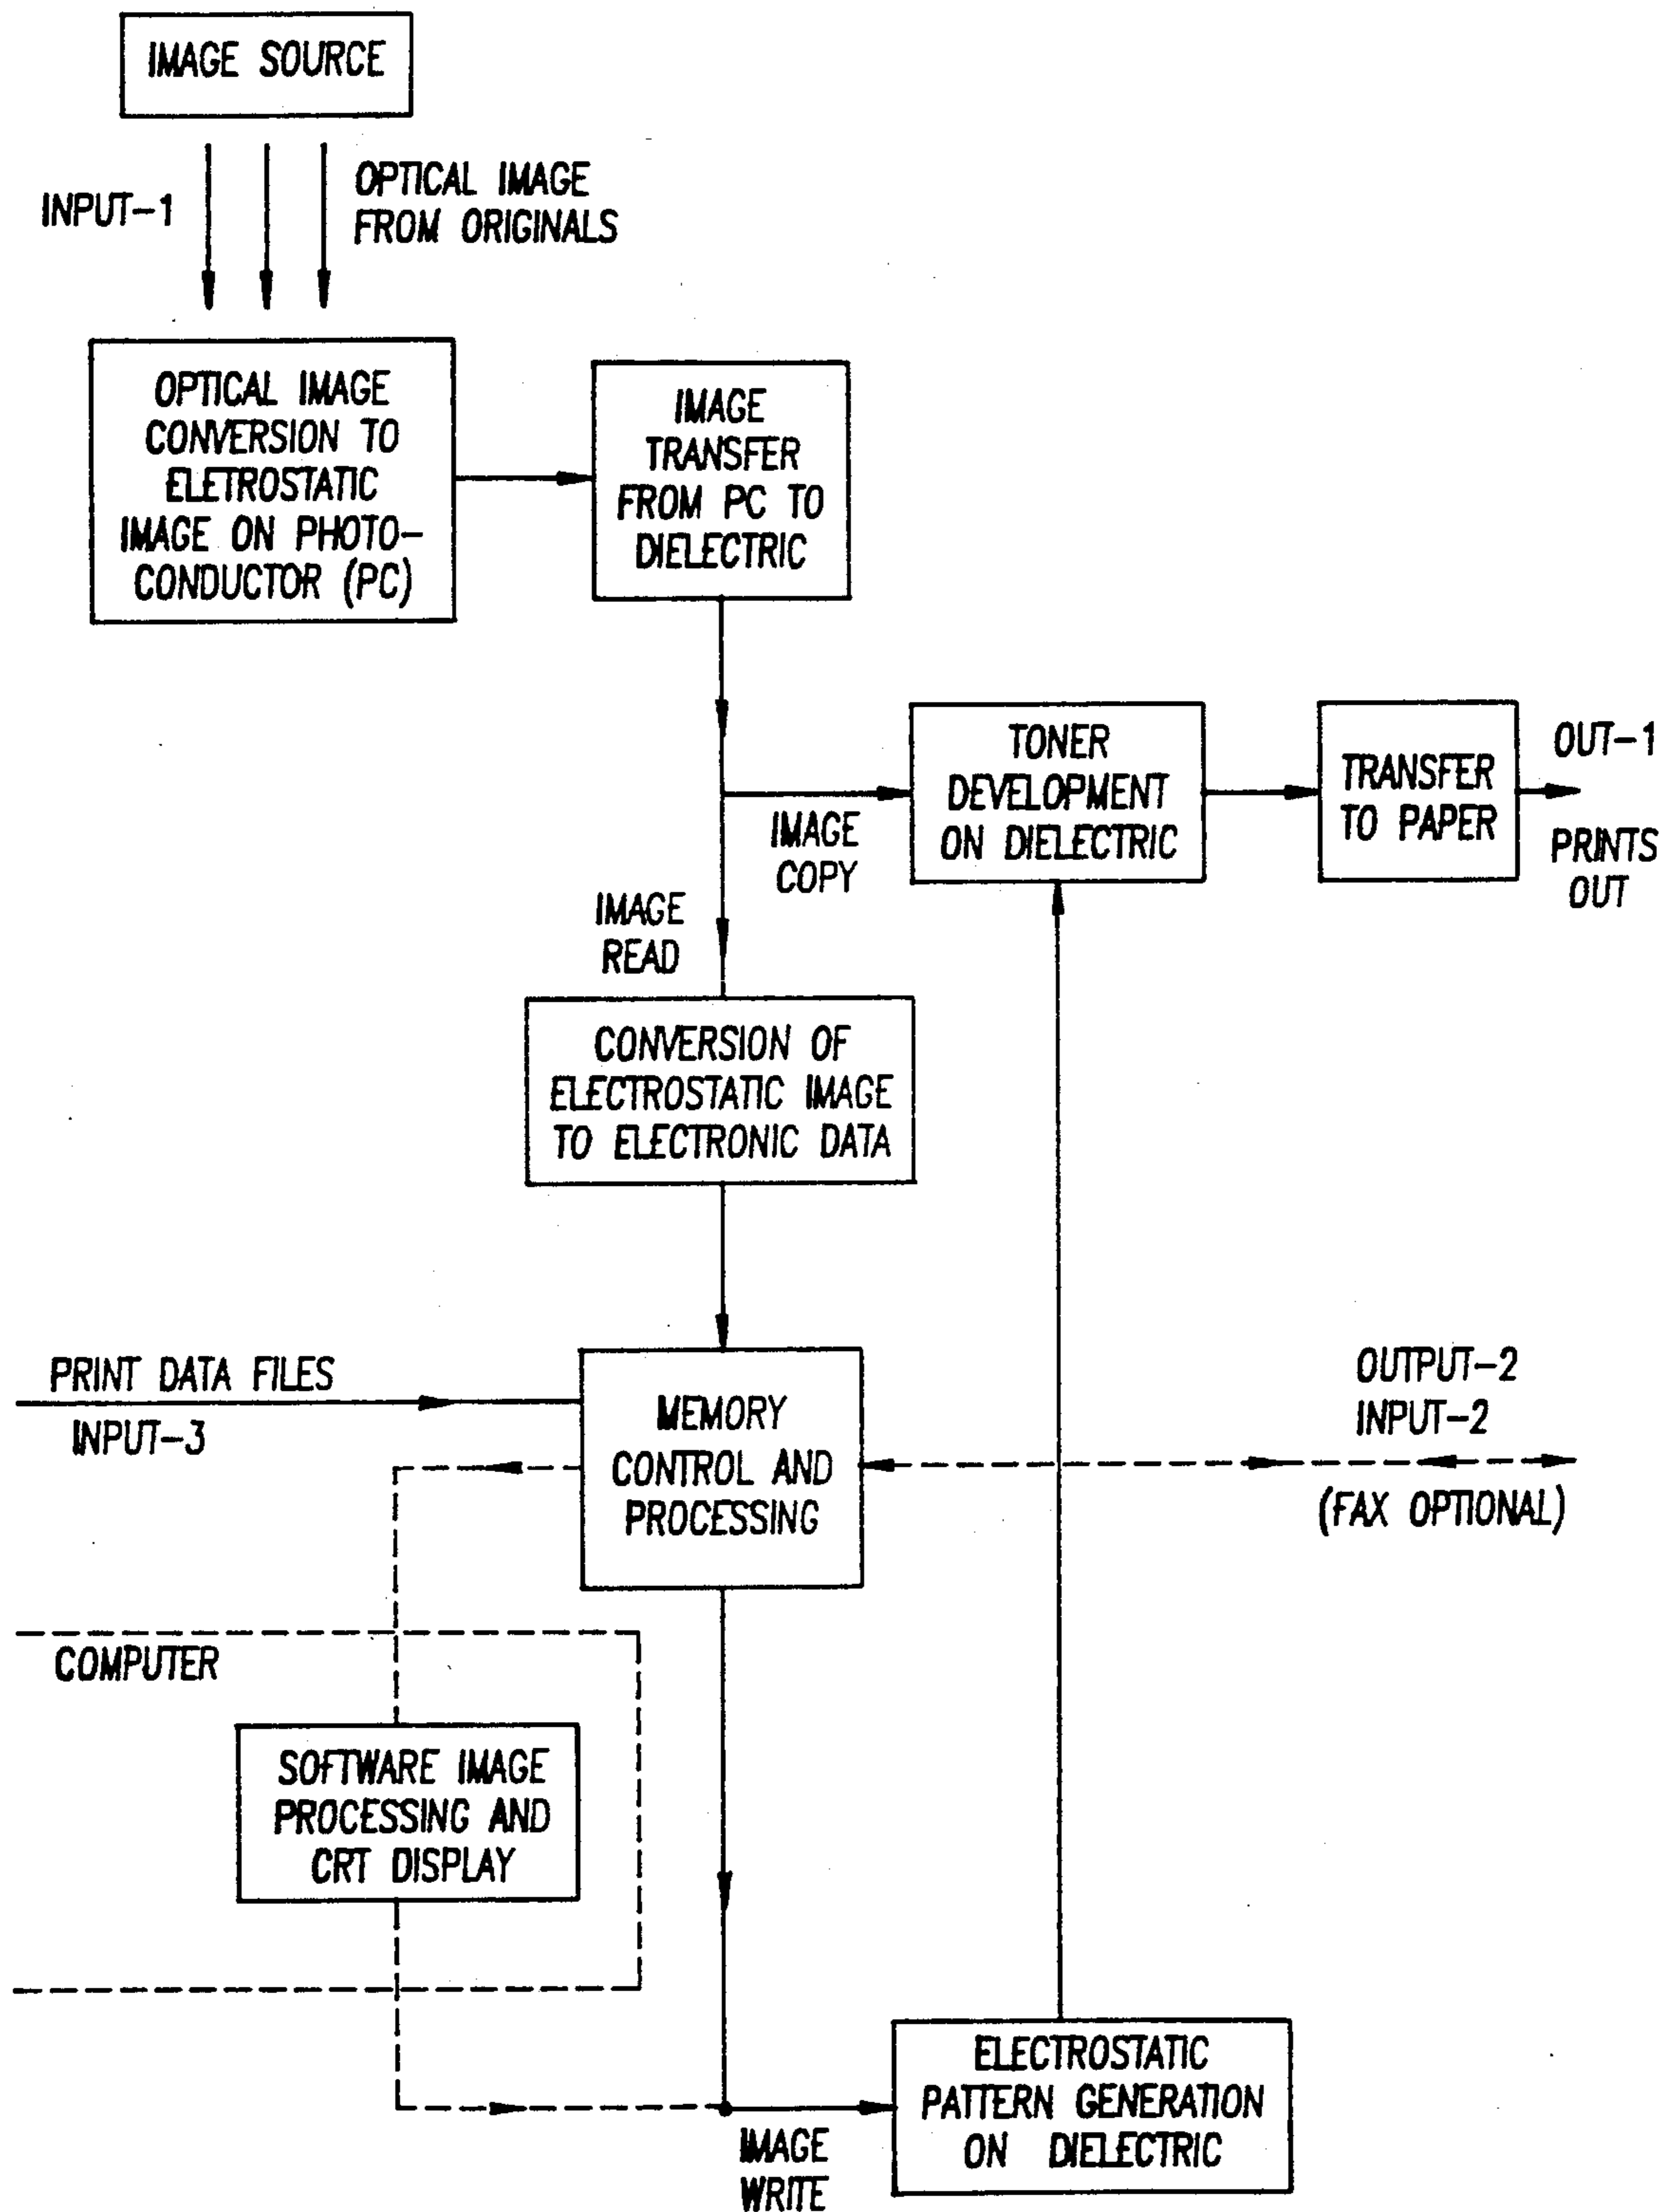 IMAGE SOURCE
INPUT-1
OPTICAL IMAGE
FROM ORIGINALS
OPTICAL IMAGE
CONVERSION TO
ELETROSTATIC
IMAGE ON PHOTO-
CONDUCTOR (PC)
IMAGE
TRANSFER
FROM PC TO
DIELECTRIC
IMAGE
COPY
TONER
DEVELOPMENT
ON DIELECTRIC
TRANSFER
TO PAPER
OUT-1
PRINTS
OUT
IMAGE
READ
CONVERSION OF
ELECTROSTATIC IMAGE
TO ELECTRONIC DATA
PRINT DATA FILES
INPUT-3
MEMORY
CONTROL AND
PROCESSING
OUTPUT-2
INPUT-2
(FAX OPTIONAL)
COMPUTER
SOFTWARE IMAGE
PROCESSING AND
CRT DISPLAY
IMAGE
WRITE
ELECTROSTATIC
PATTERN GENERATION
ON DIELECTRIC